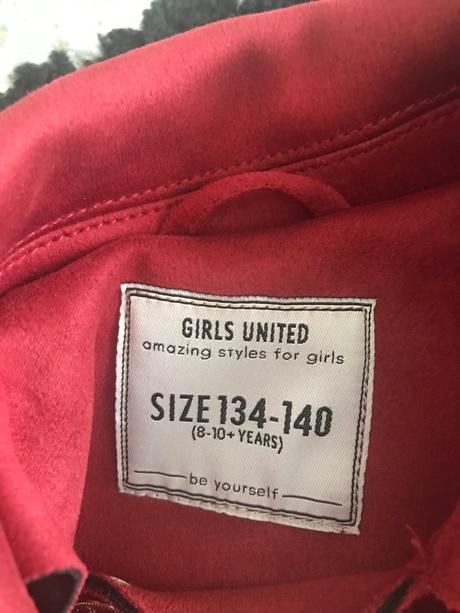 GIRLS UNITED
amazing styles for girls
SIZE 134-140
(8-10+ YEARS)
be yourself